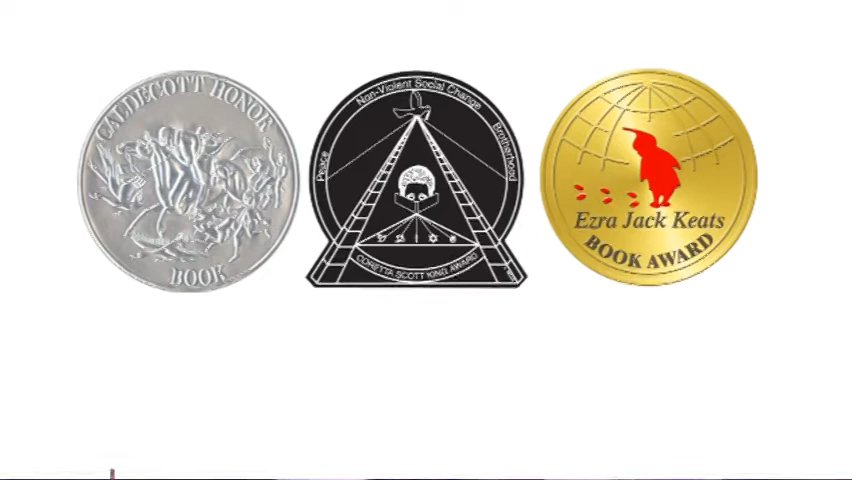 CALDECOTT HONOR
BOOK
Non-Violent Social Change
Peace
Brotherhood
CORETTA SCOTT KING AWARD
Ezra Jack Keats
BOOK AWARD